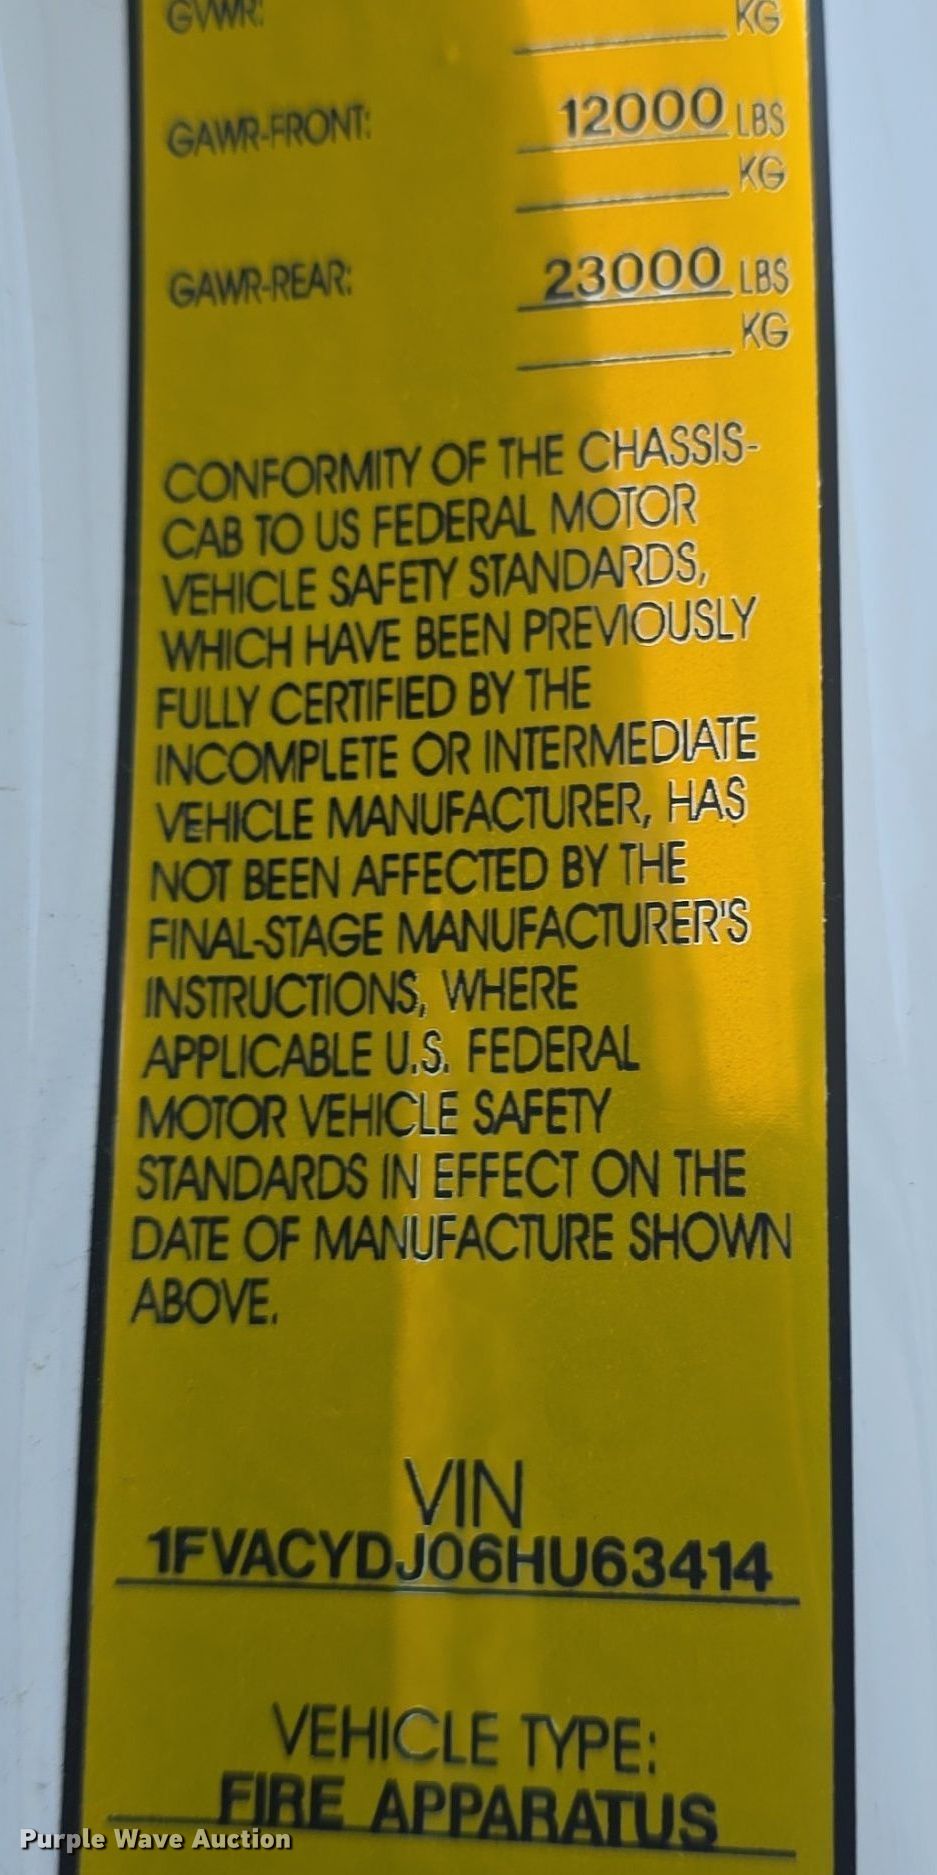 GVWR:
KG
GAWR-FRONT: 12000 LBS
KG
GAWR-REAR: 23000 LBS
KG
CONFORMITY OF THE CHASSIS-
CAB TO US FEDERAL MOTOR
VEHICLE SAFETY STANDARDS,
WHICH HAVE BEEN PREVIOUSLY
FULLY CERTIFIED BY THE
INCOMPLETE OR INTERMEDIATE
VEHICLE MANUFACTURER, HAS
NOT BEEN AFFECTED BY THE
FINAL-STAGE MANUFACTURER'S
INSTRUCTIONS, WHERE
APPLICABLE U.S. FEDERAL
MOTOR VEHICLE SAFETY
STANDARDS IN EFFECT ON THE
DATE OF MANUFACTURE SHOWN
ABOVE.
VIN
1FVACYDJ06HU63414
VEHICLE TYPE:
FIRE APPARATUS
Purple Wave Auction